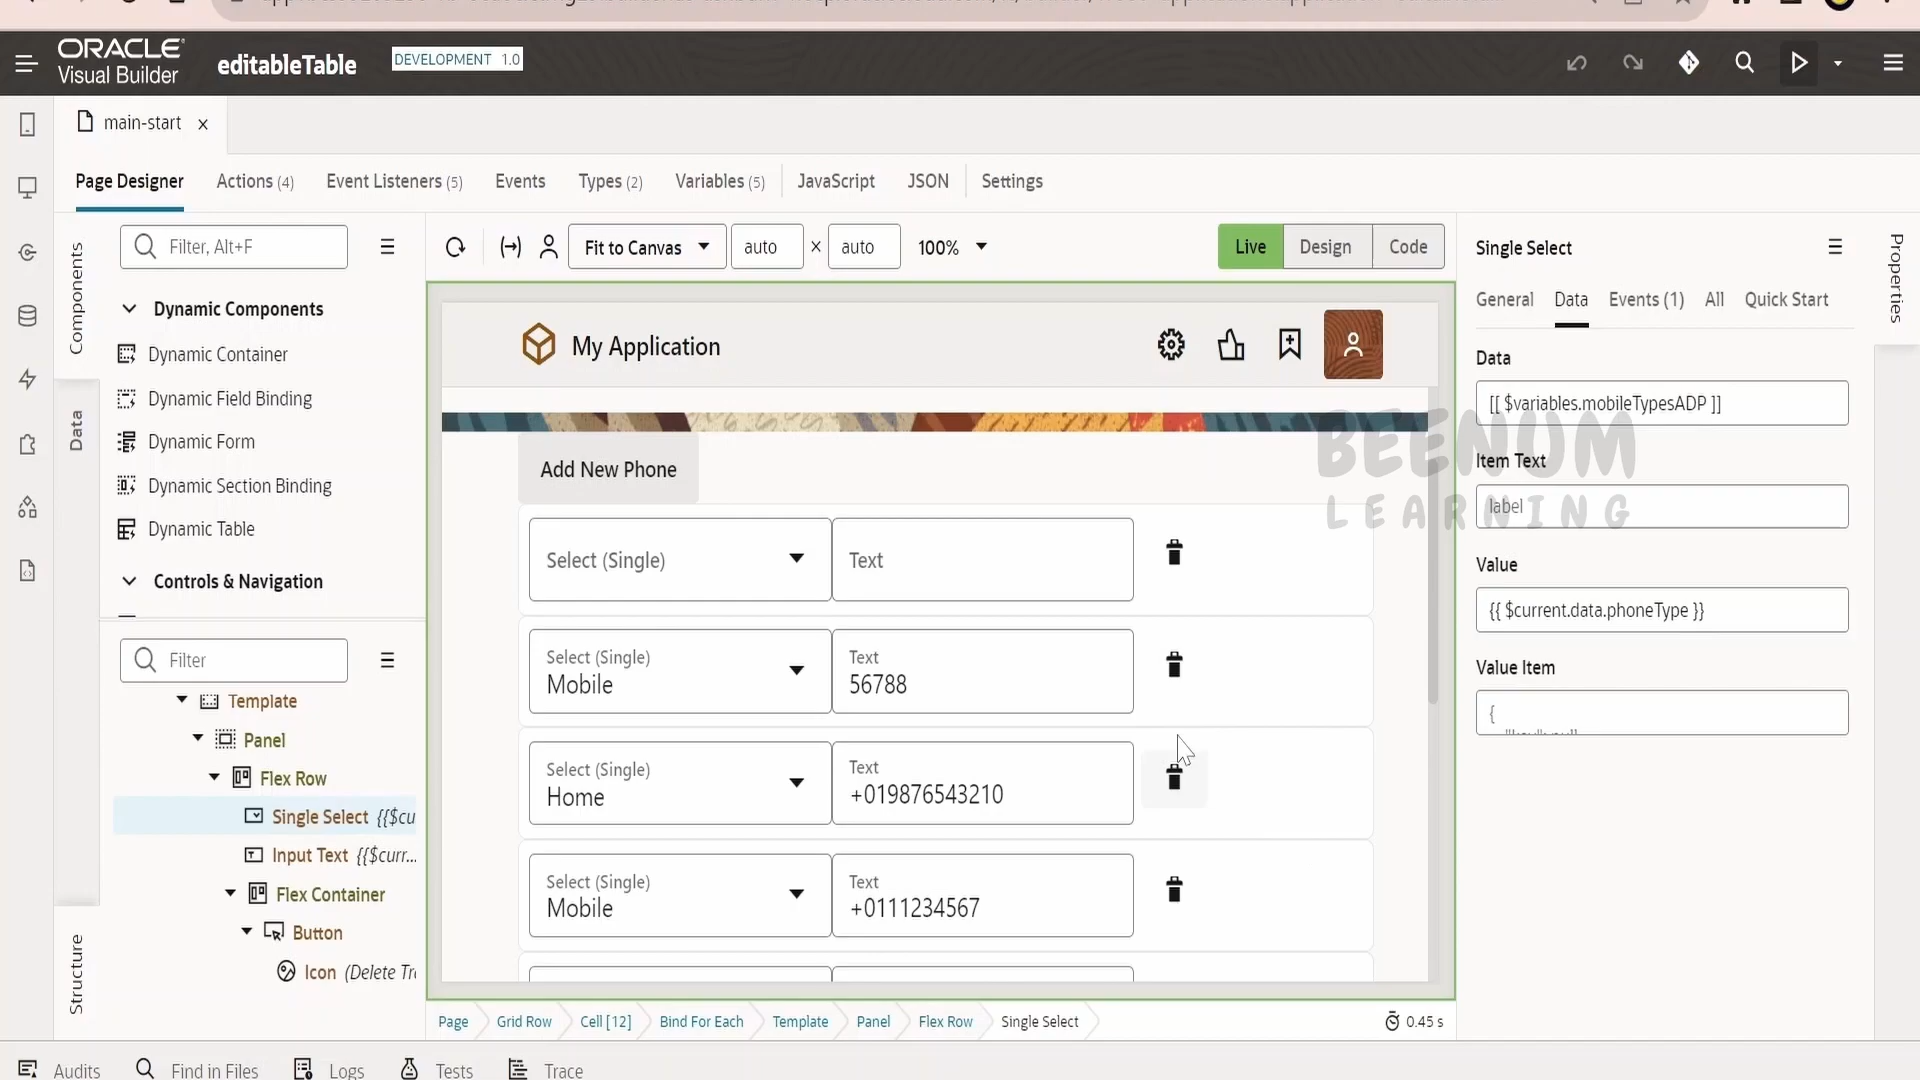 ORACLE
Visual Builder
editableTable
DEVELOPMENT 1.0
main-start
Page Designer
Actions (4)
Event Listeners (5)
Events
Types (2)
Variables (5)
JavaScript
JSON
Settings
Components
Data
Filter, Alt+F
Dynamic Components
Dynamic Container
Dynamic Field Binding
Dynamic Form
Dynamic Section Binding
Dynamic Table
Controls & Navigation
Structure
Filter
Template
Panel
Flex Row
Single Select {{$cu
Input Text {{$curr...
Flex Container
Button
Icon (Delete Tr
Fit to Canvas
auto × auto
100%
Live
Design
Code
My Application
Add New Phone
Select (Single)
Text
Select (Single)
Mobile
Text
56788
Select (Single)
Home
Text
+019876543210
Select (Single)
Mobile
Text
+0111234567
Page
Grid Row
Cell [12]
Bind For Each
Template
Panel
Flex Row
Single Select
0.45 s
Single Select
General
Data
Events (1)
All
Quick Start
Properties
Data
[[ $variables.mobileTypesADP ]]
BEENUM
LEARNING
Item Text
label
Value
{{ $current.data.phoneType }}
Value Item
{
Audits
Find in Files
Logs
Tests
Trace